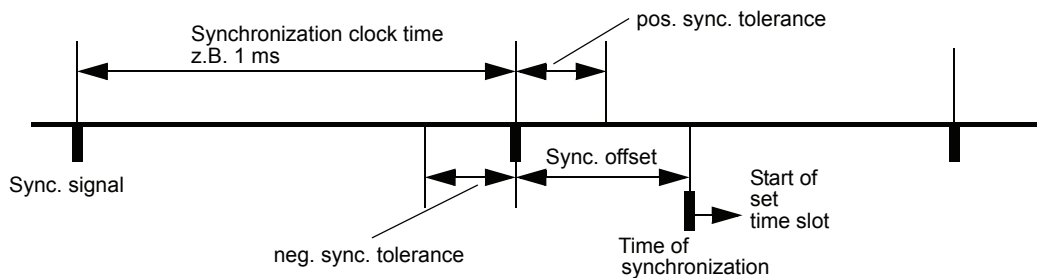 pos. sync. tolerance
Synchronization clock time
z.B. 1 ms
Sync. offset
Sync. signal
Start of
set
time slot
neg. sync. tolerance
Time of
synchronization